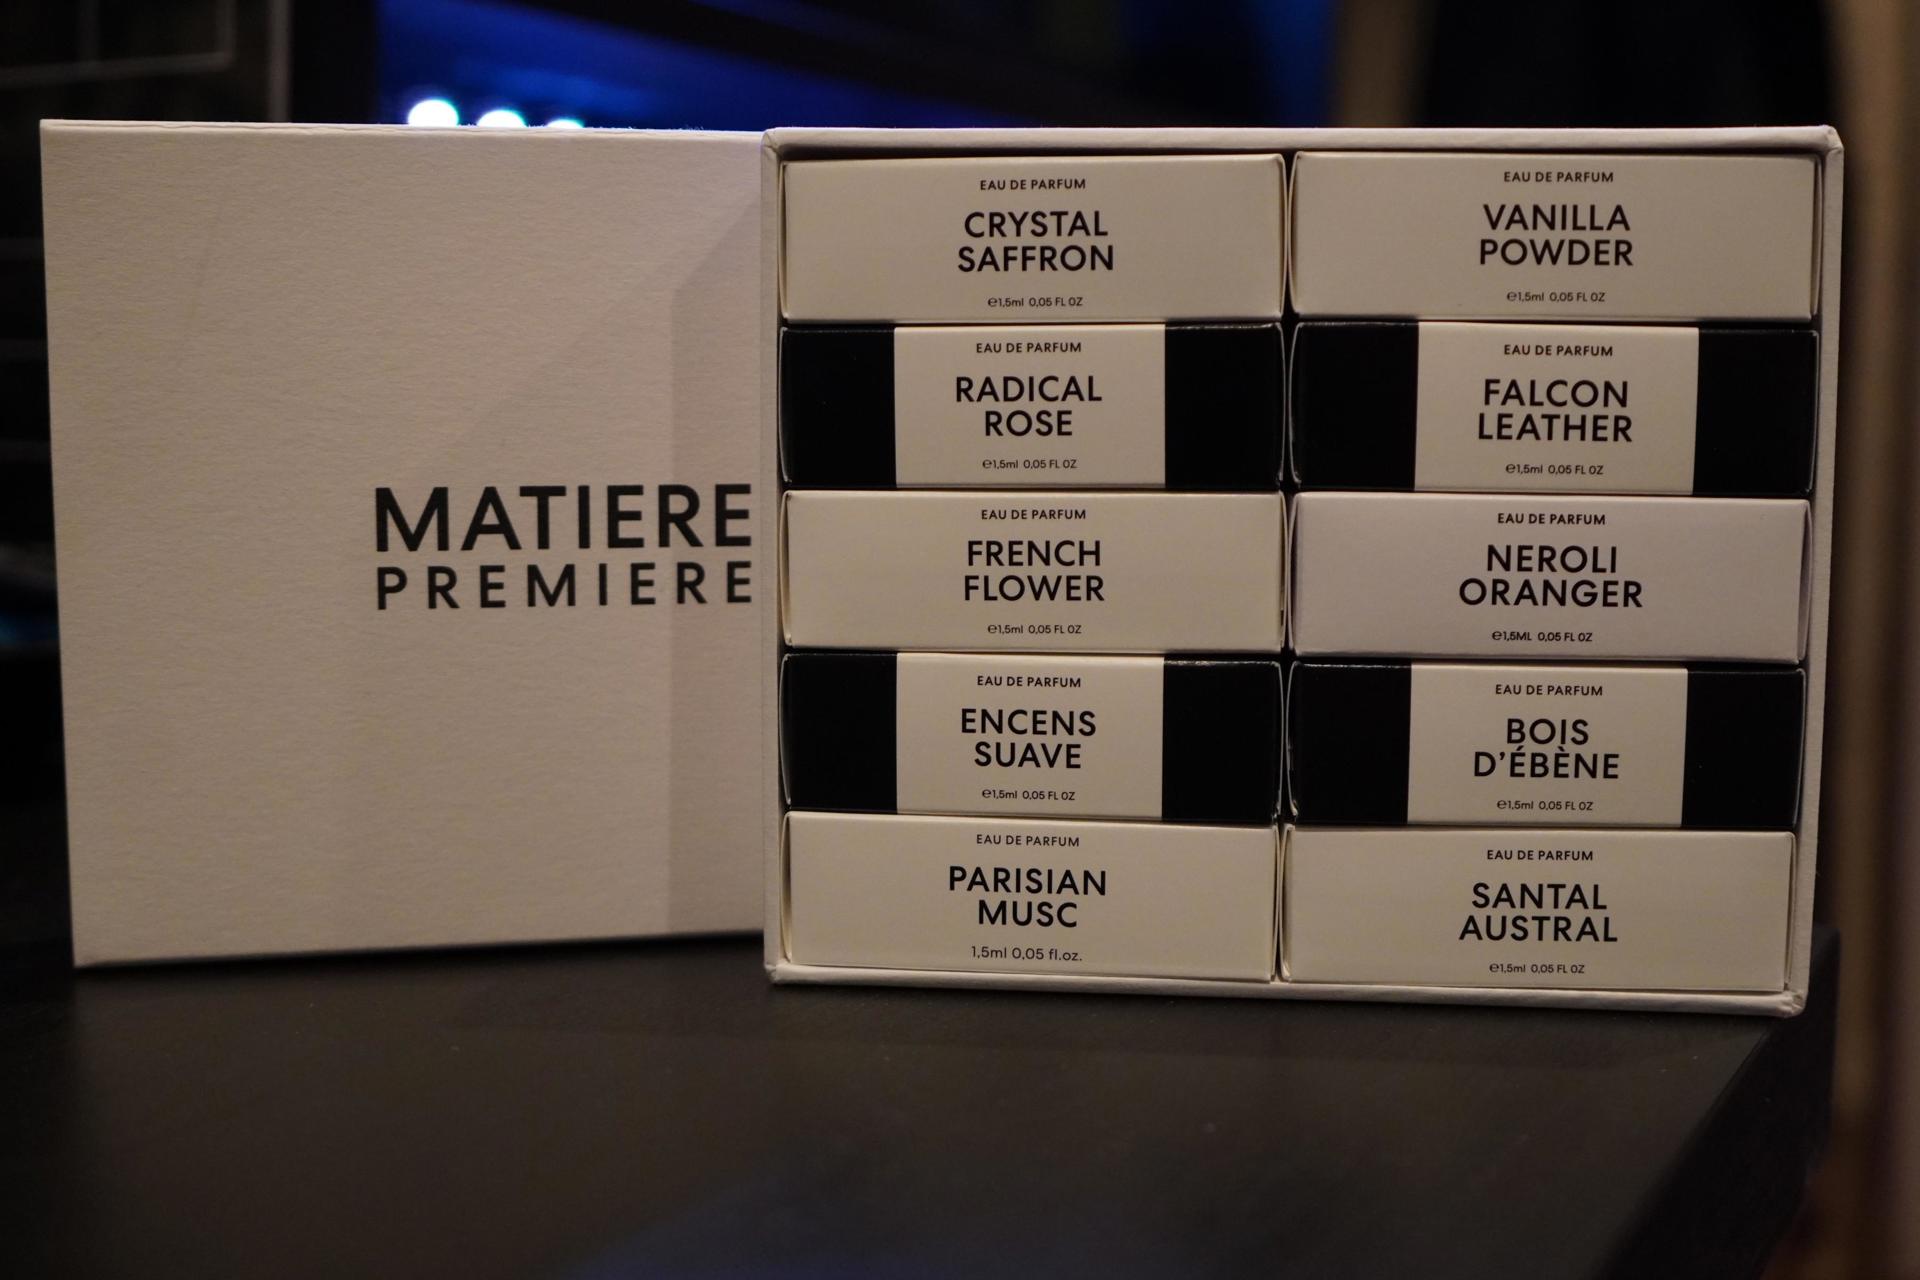 MATIERE
PREMIERE
EAU DE PARFUM
CRYSTAL
SAFFRON
℮1,5ml 0,05 FL OZ
EAU DE PARFUM
VANILLA
POWDER
℮1,5ml 0,05 FL OZ
EAU DE PARFUM
RADICAL
ROSE
℮1,5ml 0,05 FL OZ
EAU DE PARFUM
FALCON
LEATHER
℮1,5ml 0,05 FL OZ
EAU DE PARFUM
FRENCH
FLOWER
℮1,5ml 0,05 FL OZ
EAU DE PARFUM
NEROLI
ORANGER
℮1,5ML 0,05 FL OZ
EAU DE PARFUM
ENCENS
SUAVE
℮1,5ml 0,05 FL OZ
EAU DE PARFUM
BOIS
D'ÉBÈNE
℮1,5ml 0,05 FL OZ
EAU DE PARFUM
PARISIAN
MUSC
1,5ml 0,05 fl.oz.
EAU DE PARFUM
SANTAL
AUSTRAL
℮1,5ml 0,05 FL OZ